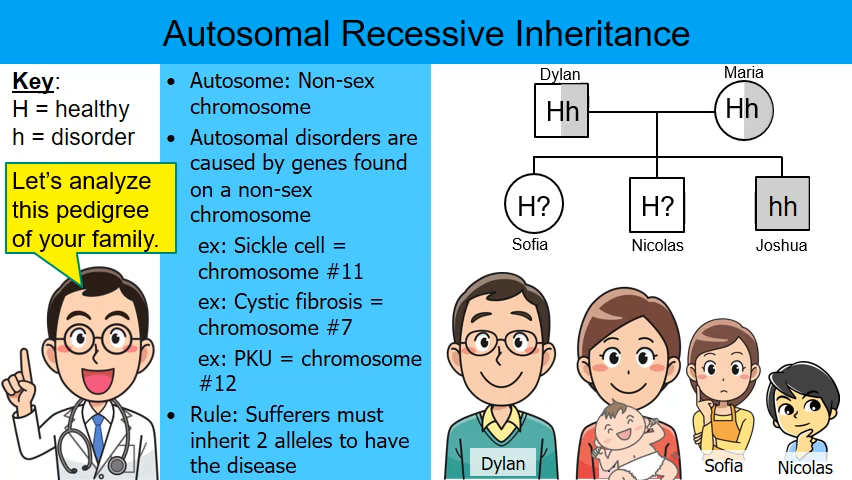 Autosomal Recessive Inheritance
Key:
H = healthy
h = disorder
Let's analyze
this pedigree
of your family.
• Autosome: Non-sex
chromosome
• Autosomal disorders are
caused by genes found
on a non-sex
chromosome
ex: Sickle cell =
chromosome #11
ex: Cystic fibrosis =
chromosome #7
ex: PKU = chromosome
#12
• Rule: Sufferers must
inherit 2 alleles to have
the disease
Dylan
Maria
Hh
Hh
H?
H?
hh
Sofia
Nicolas
Joshua
Dylan
Sofia
Nicolas